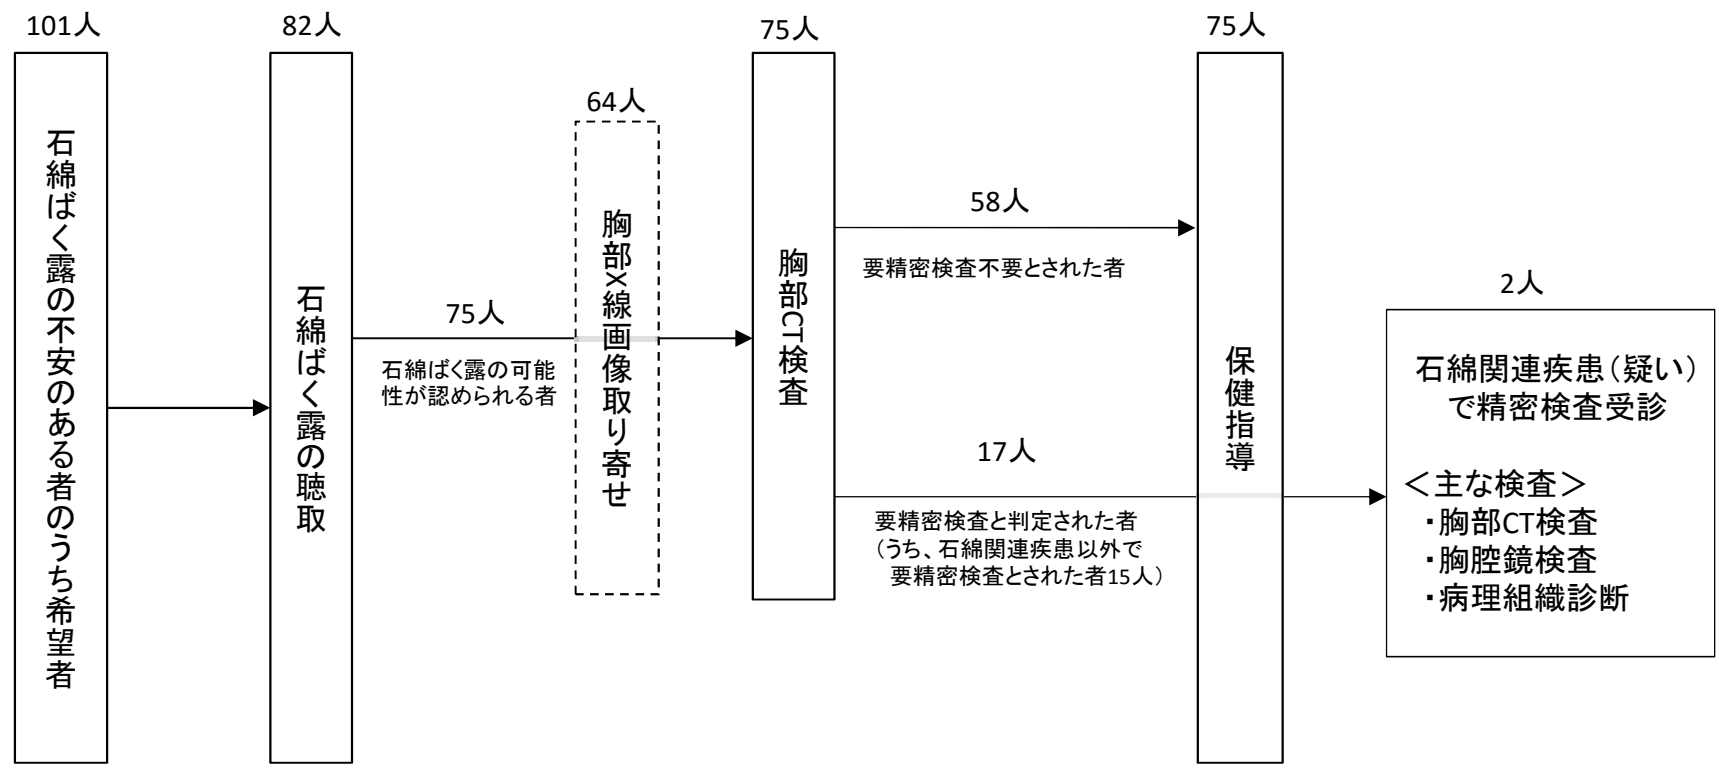 101人
石綿ばく露の不安のある者のうち希望者
82人
石綿ばく露の聴取
75人
石綿ばく露の可能
性が認められる者
64人
胸部X線画像取り寄せ
75人
胸部CT検査
58人
要精密検査不要とされた者
17人
要精密検査と判定された者
（うち、石綿関連疾患以外で
要精密検査とされた者15人）
75人
保健指導
2人
石綿関連疾患（疑い）
で精密検査受診
＜主な検査＞
・胸部CT検査
・胸腔鏡検査
・病理組織診断